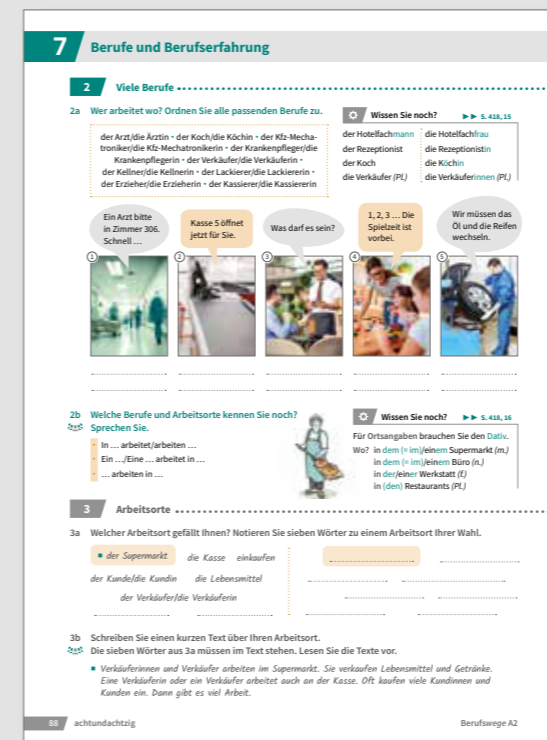 7 Berufe und Berufserfahrung
2 Viele Berufe
2a Wer arbeitet wo? Ordnen Sie alle passenden Berufe zu.
der Arzt/die Ärztin • der Koch/die Köchin • der Kfz-Mecha-
troniker/die Kfz-Mechatronikerin • der Krankenpfleger/die
Krankenpflegerin • der Verkäufer/die Verkäuferin •
der Kellner/die Kellnerin • der Lackierer/die Lackiererin •
der Erzieher/die Erzieherin • der Kassierer/die Kassiererin
Wissen Sie noch? ▶▶ S. 418, 15
der Hotelfachmann die Hotelfachfrau
der Rezeptionist die Rezeptionistin
der Koch die Köchin
die Verkäufer (Pl.) die Verkäuferinnen (Pl.)
Ein Arzt bitte
in Zimmer 306.
Schnell …
Kasse 5 öffnet
jetzt für Sie.
Was darf es sein?
1, 2, 3 … Die
Spielzeit ist
vorbei.
Wir müssen das
Öl und die Reifen
wechseln.
1 2 3 4 5
2b Welche Berufe und Arbeitsorte kennen Sie noch?
Sprechen Sie.
In … arbeitet/arbeiten …
Ein …/Eine … arbeitet in …
… arbeiten in …
Wissen Sie noch? ▶▶ S. 418, 16
Für Ortsangaben brauchen Sie den Dativ.
Wo? in dem (= im)/einem Supermarkt (m.)
in dem (= im)/einem Büro (n.)
in der/einer Werkstatt (f.)
in (den) Restaurants (Pl.)
3 Arbeitsorte
3a Welcher Arbeitsort gefällt Ihnen? Notieren Sie sieben Wörter zu einem Arbeitsort Ihrer Wahl.
der Supermarkt die Kasse einkaufen
der Kunde/die Kundin die Lebensmittel
der Verkäufer/die Verkäuferin
3b Schreiben Sie einen kurzen Text über Ihren Arbeitsort.
Die sieben Wörter aus 3a müssen im Text stehen. Lesen Sie die Texte vor.
Verkäuferinnen und Verkäufer arbeiten im Supermarkt. Sie verkaufen Lebensmittel und Getränke.
Eine Verkäuferin oder ein Verkäufer arbeitet auch an der Kasse. Oft kaufen viele Kundinnen und
Kunden ein. Dann gibt es viel Arbeit.
88 achtundachtzig Berufswege A2